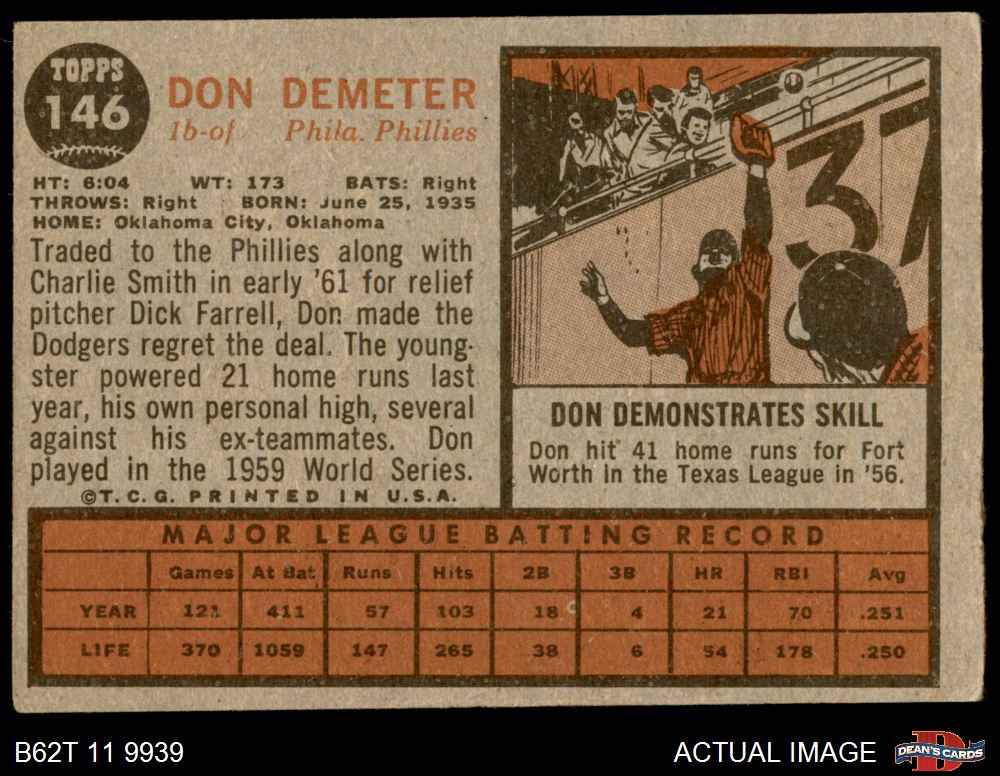 TOPPS
146
DON DEMETER
1b-of Phila. Phillies
HT: 6:04 WT: 173 BATS: Right
THROWS: Right BORN: June 25, 1935
HOME: Oklahoma City, Oklahoma
Traded to the Phillies along with
Charlie Smith in early '61 for relief
pitcher Dick Farrell, Don made the
Dodgers regret the deal. The young-
ster powered 21 home runs last
year, his own personal high, several
against his ex-teammates. Don
played in the 1959 World Series.
©T.C.G. PRINTED IN U.S.A.
37
DON DEMONSTRATES SKILL
Don hit 41 home runs for Fort
Worth in the Texas League in '56.
MAJOR LEAGUE BATTING RECORD
Games At Bat Runs Hits 2B 3B HR RBI Avg
YEAR 121 411 57 103 18 4 21 70 .251
LIFE 370 1059 147 265 38 6 54 178 .250
B62T 11 9939
ACTUAL IMAGE
D
DEAN'S CARDS